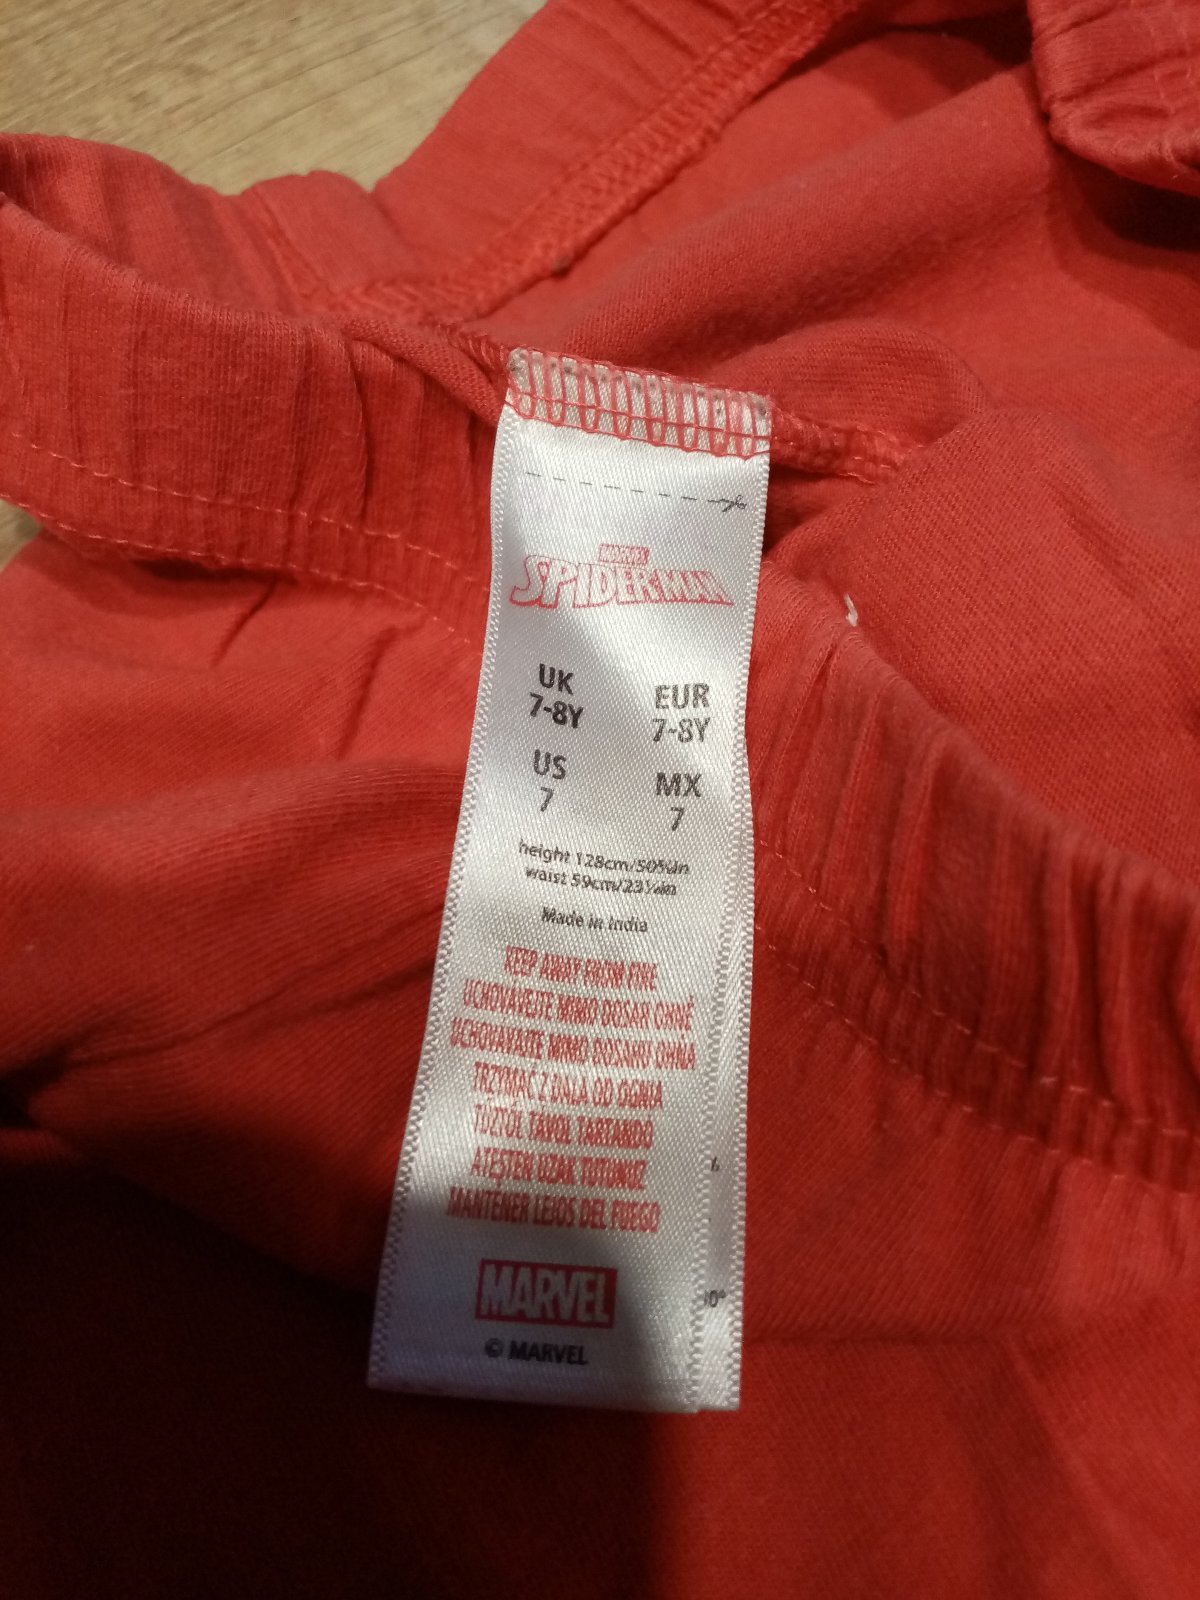 MARVEL
SPIDER-MAN
UK
7-8Y
EUR
7-8Y
US
7
MX
7
height 128cm/50⅜in
waist 59cm/23¼in
Made in India
KEEP AWAY FROM FIRE
UCHOVÁVEJTE MIMO DOSAH OHNĚ
UCHOVÁVAJTE MIMO DOSAHU OHŇA
TRZYMAĆ Z DALA OD OGNIA
TŰZTŐL TÁVOL TARTANDÓ
ATEŞTEN UZAK TUTUNUZ
MANTENER LEJOS DEL FUEGO
MARVEL
© MARVEL